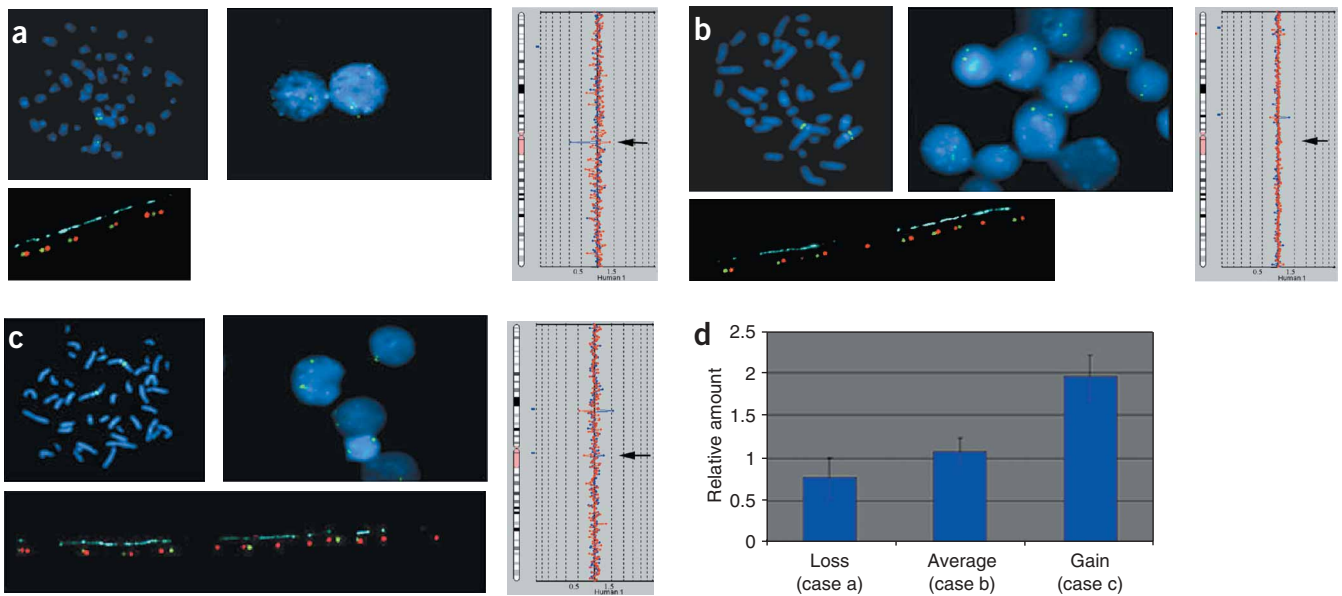 a
0.5 1.5
Human 1
b
0.5 1.5
Human 1
c
0.5 1.5
Human 1
d
Relative amount
2.5
2
1.5
1
0.5
0
Loss
(case a)
Average
(case b)
Gain
(case c)